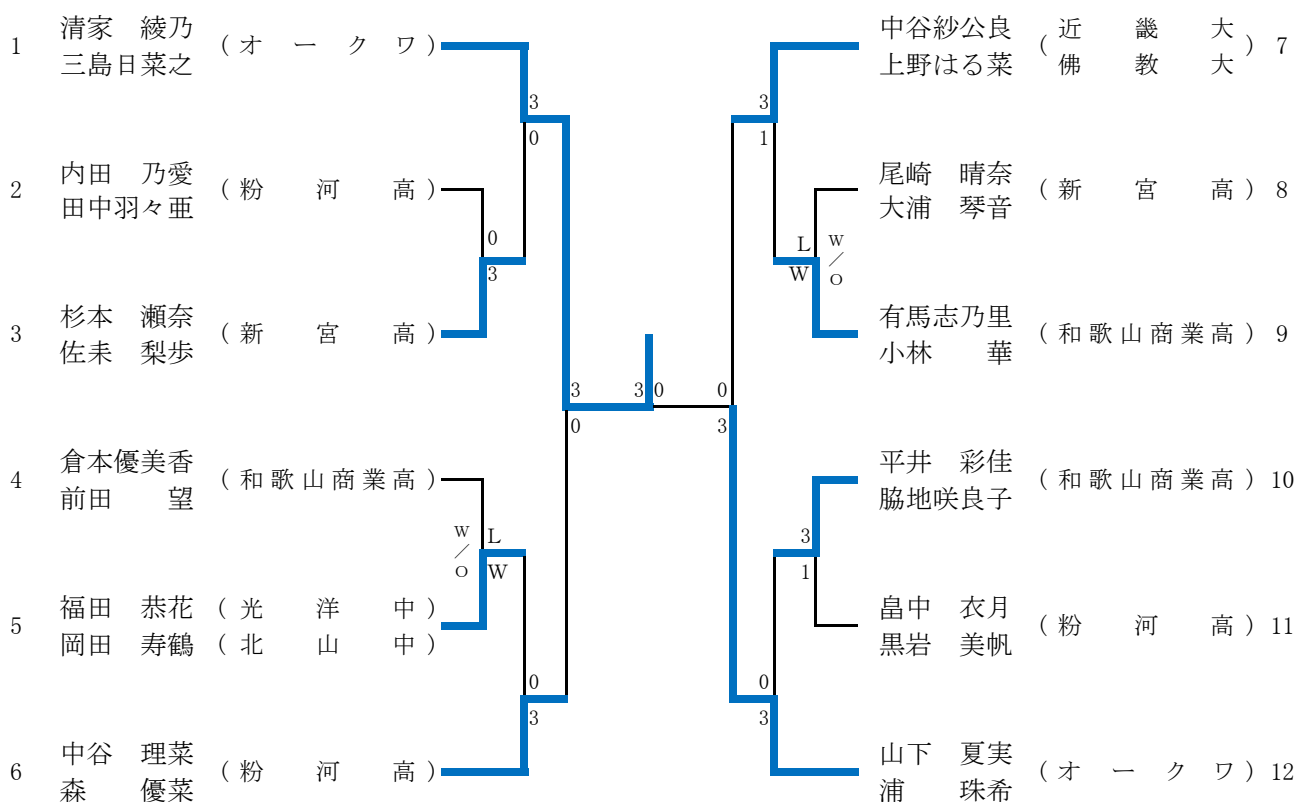 1 清家 綾乃 (オークワ)
三島日菜之
3
0
2 内田 乃愛 (粉河高)
田中羽々亜
0
3
3 杉本 瀬奈 (新宮高)
佐耒 梨歩
3
0
4 倉本優美香 (和歌山商業高)
前田 望
W/O
L
W
5 福田 恭花 (光洋中)
岡田 寿鶴 (北山中)
0
3
6 中谷 理菜 (粉河高)
森 優菜
3 0
中谷紗公良 (近畿大) 7
上野はる菜 (佛教大)
3
1
尾崎 晴奈 (新宮高) 8
大浦 琴音
L
W
W/O
有馬志乃里 (和歌山商業高) 9
小林 華
0
3
平井 彩佳 (和歌山商業高) 10
脇地咲良子
3
1
畠中 衣月 (粉河高) 11
黒岩 美帆
0
3
山下 夏実 (オークワ) 12
浦 珠希